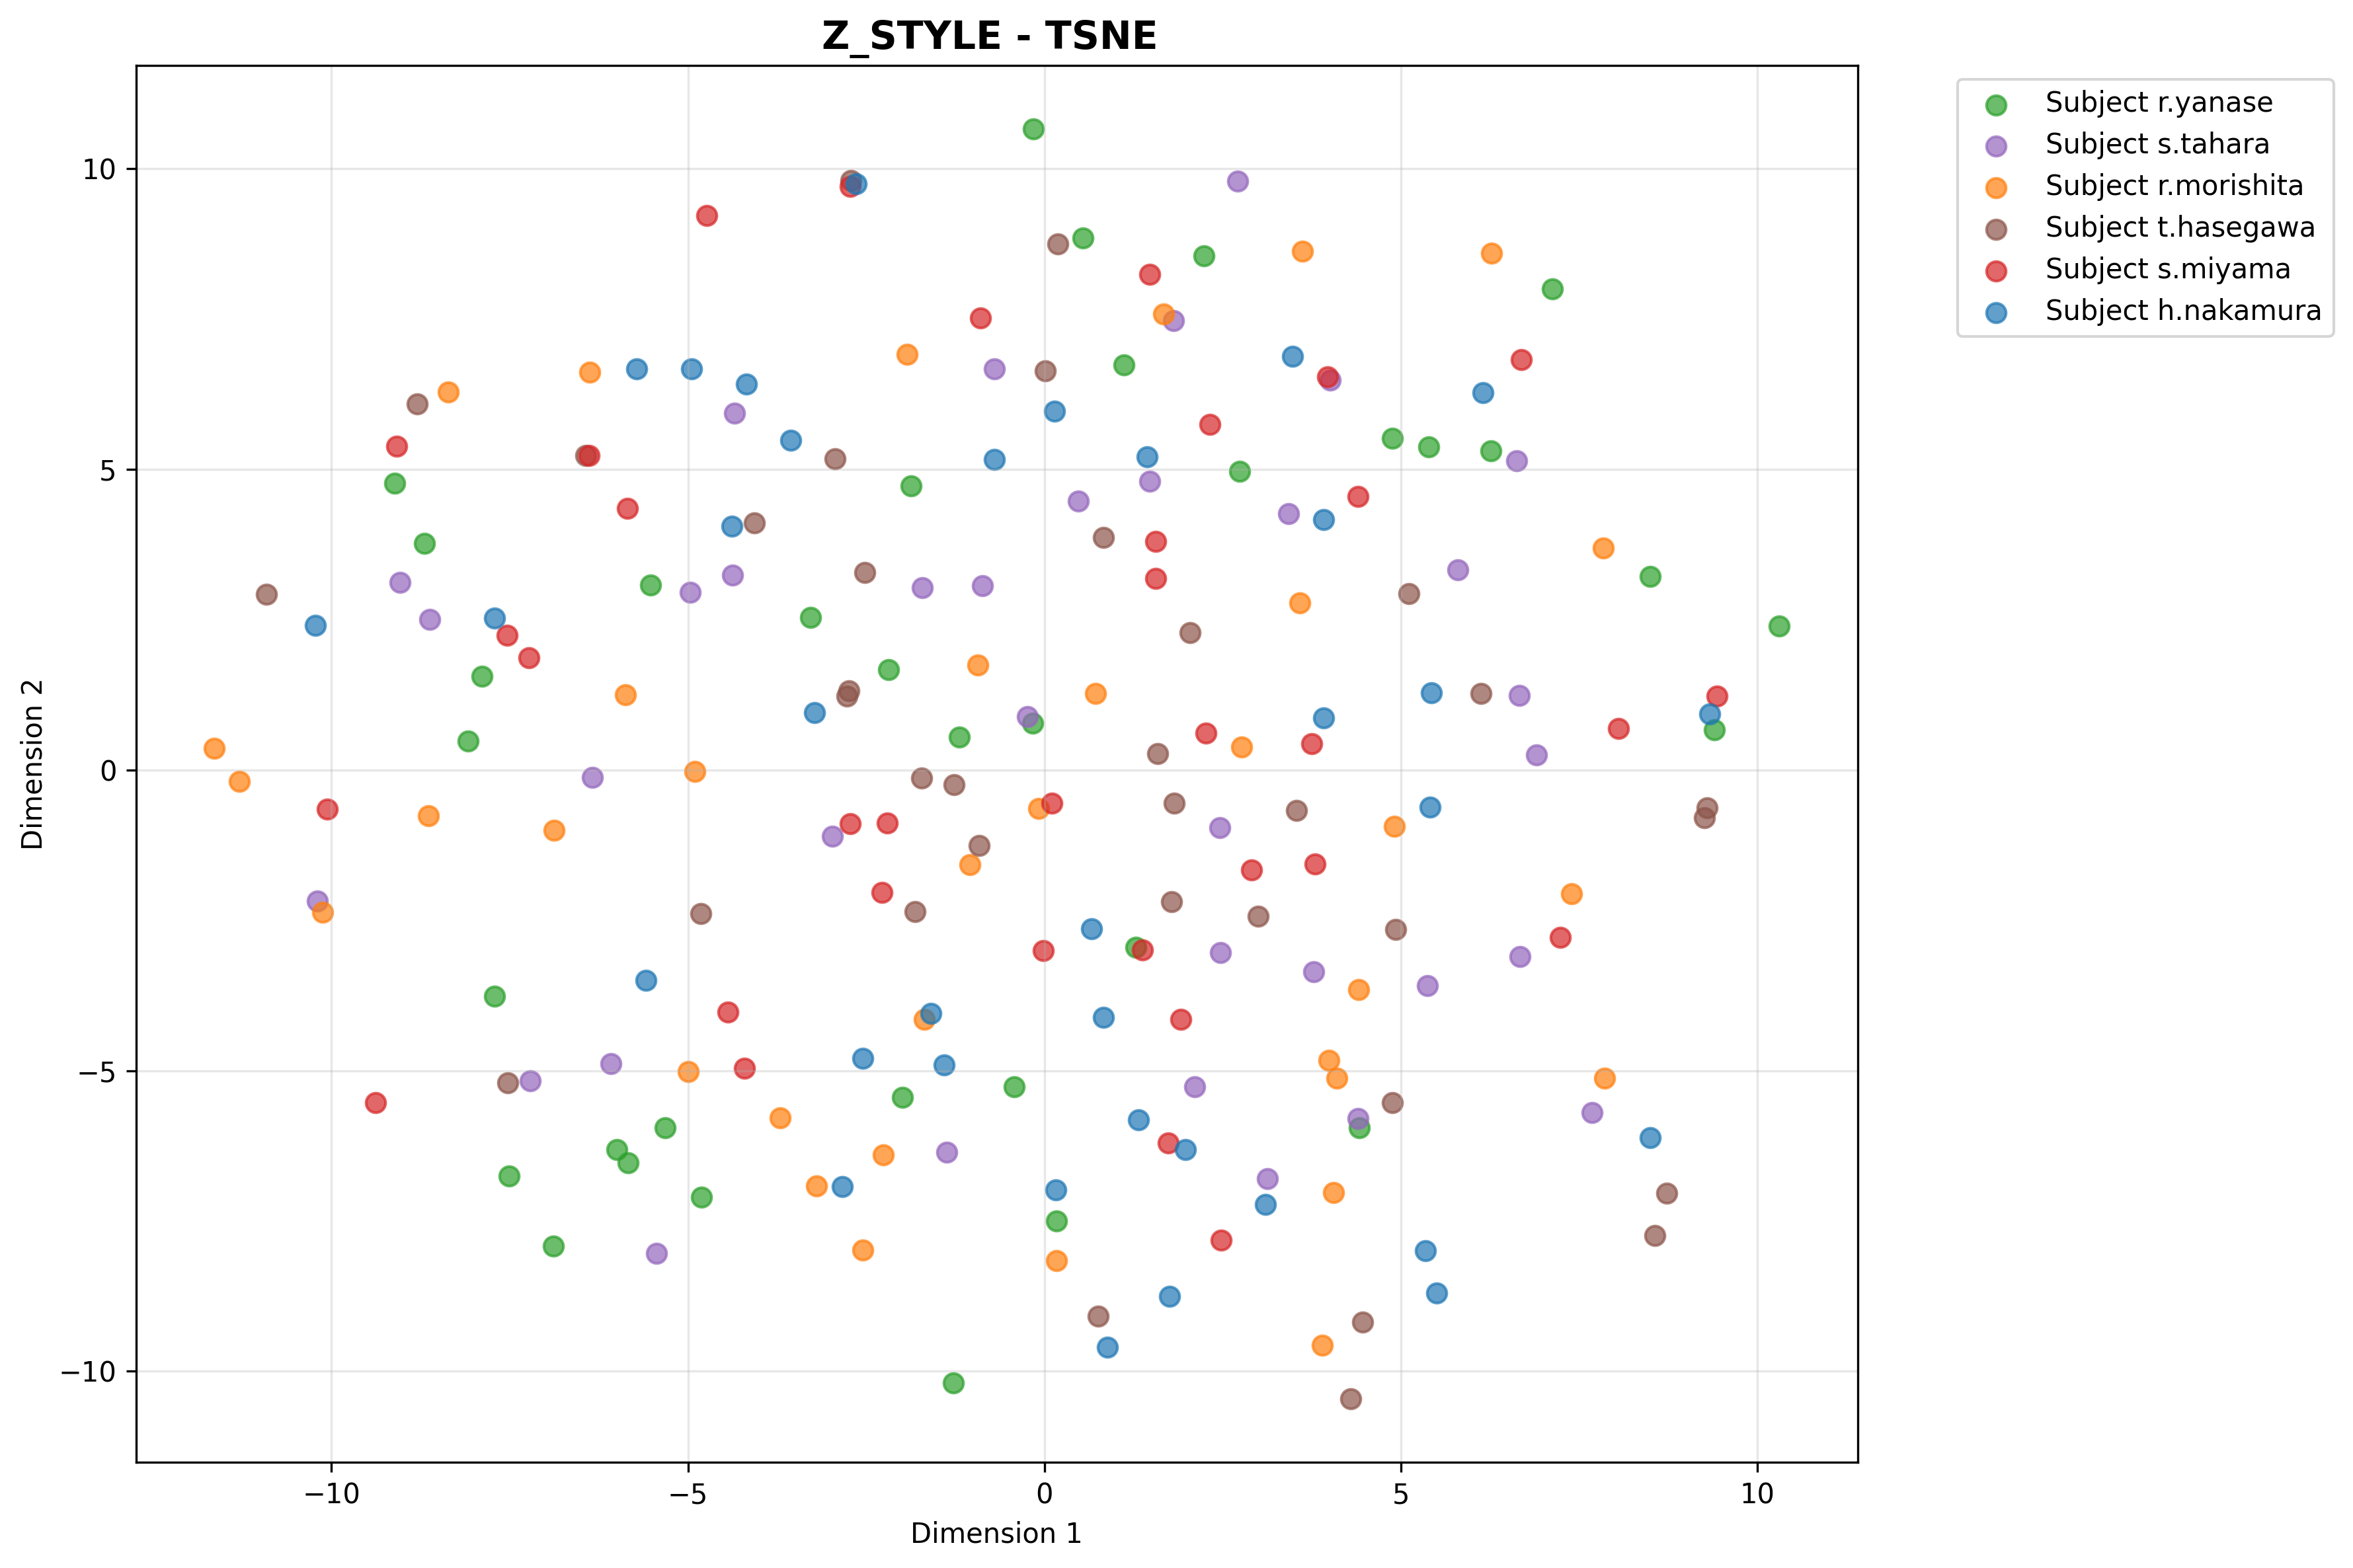 Z_STYLE - TSNE
Subject r.yanase
Subject s.tahara
Subject r.morishita
Subject t.hasegawa
Subject s.miyama
Subject h.nakamura
10
5
0
−5
−10
Dimension 2
−10
−5
0
5
10
Dimension 1